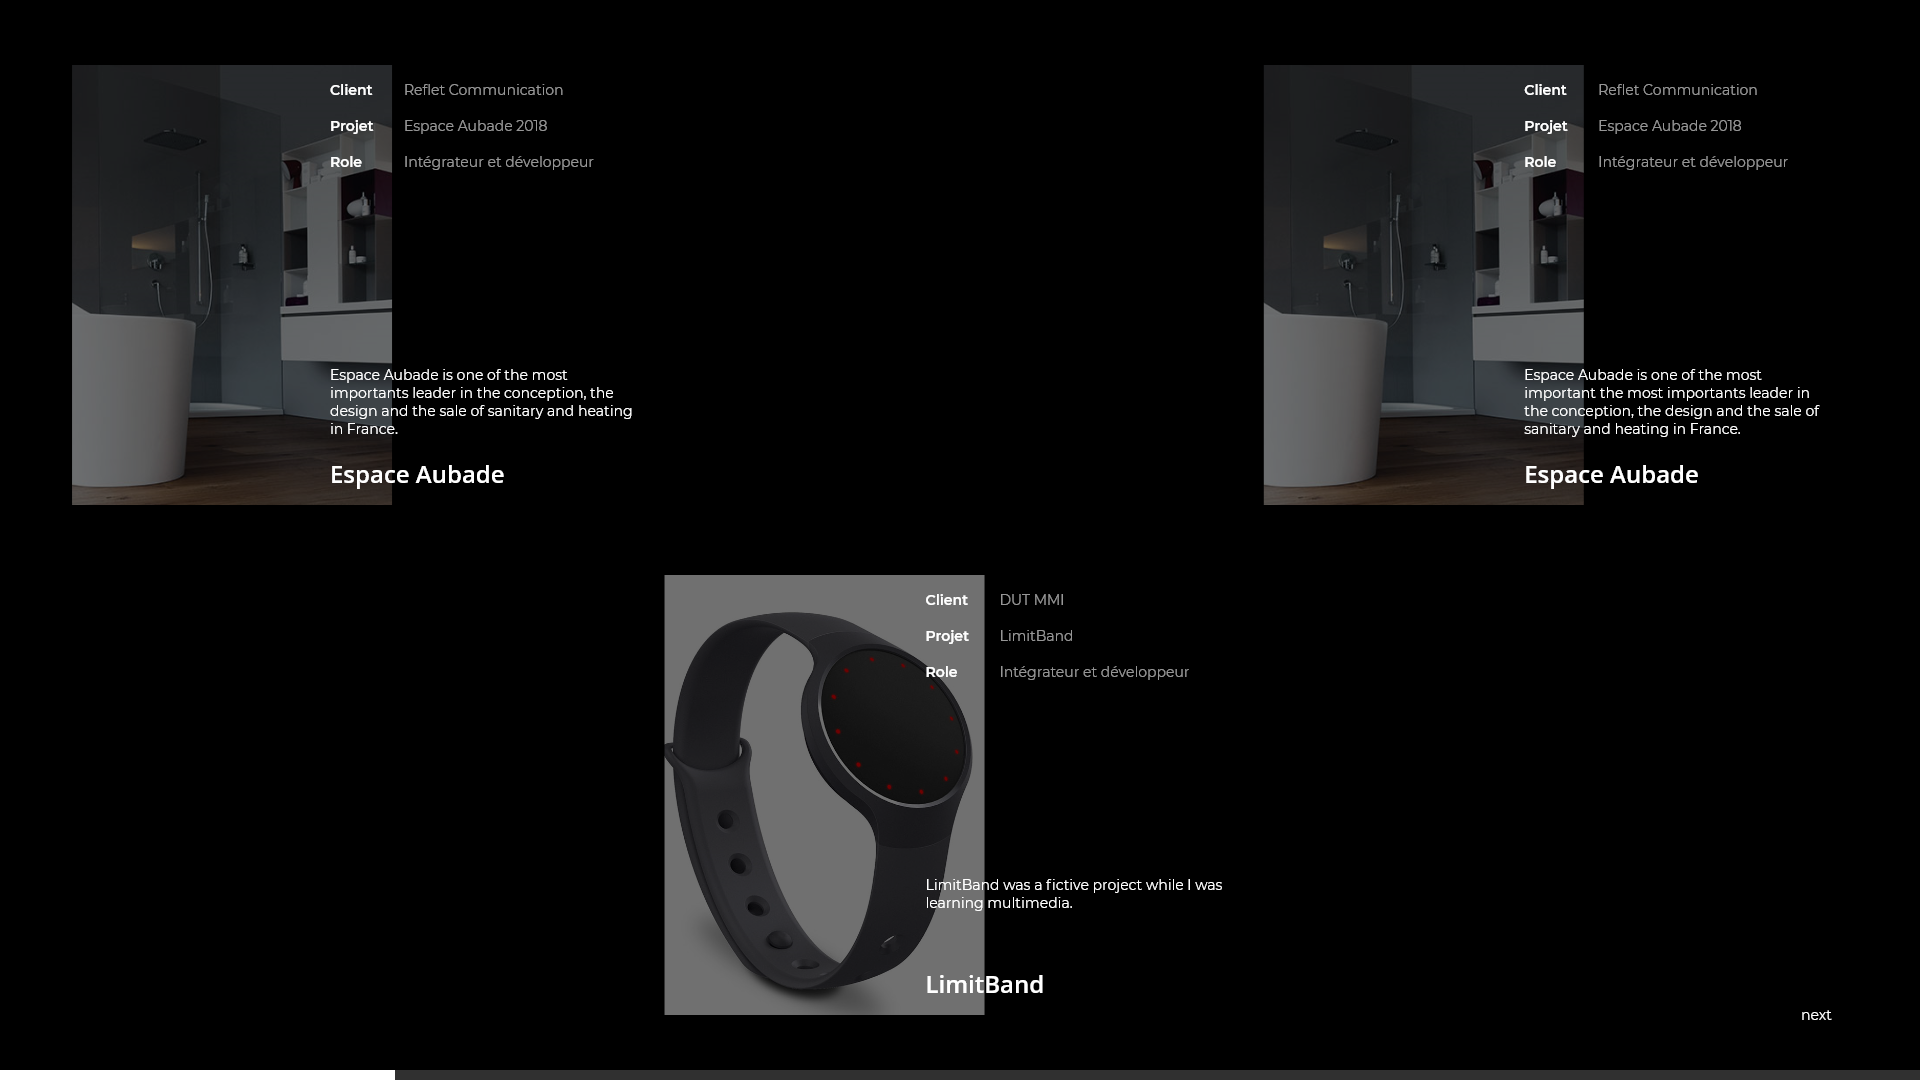 Client Reflet Communication
Projet Espace Aubade 2018
Role Intégrateur et développeur
Espace Aubade is one of the most
importants leader in the conception, the
design and the sale of sanitary and heating
in France.
Espace Aubade
Client Reflet Communication
Projet Espace Aubade 2018
Role Intégrateur et développeur
Espace Aubade is one of the most
important the most importants leader in
the conception, the design and the sale of
sanitary and heating in France.
Espace Aubade
Client DUT MMI
Projet LimitBand
Role Intégrateur et développeur
LimitBand was a fictive project while I was
learning multimedia.
LimitBand
next